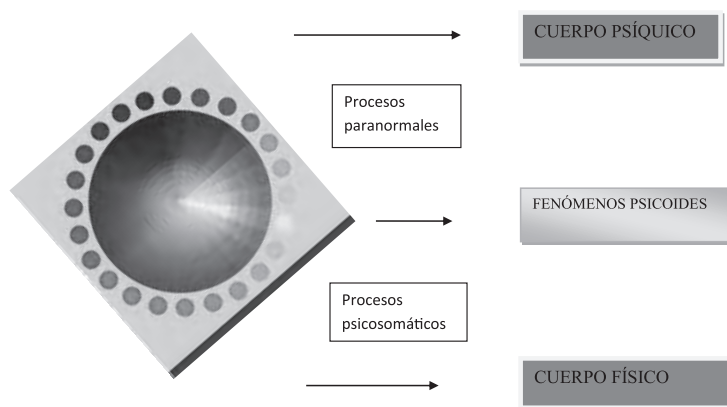 CUERPO PSÍQUICO
Procesos
paranormales
FENÓMENOS PSICOIDES
Procesos
psicosomáticos
CUERPO FÍSICO